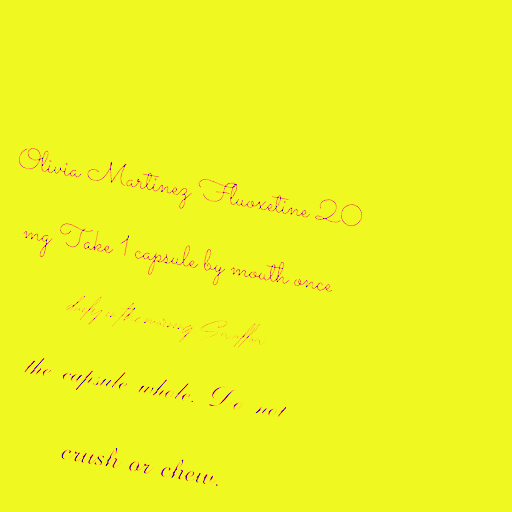 Olivia Martinez Fluoxetine 20
mg Take 1 capsule by mouth once
daily in the morning
the capsule whole. Do not
crush or chew.